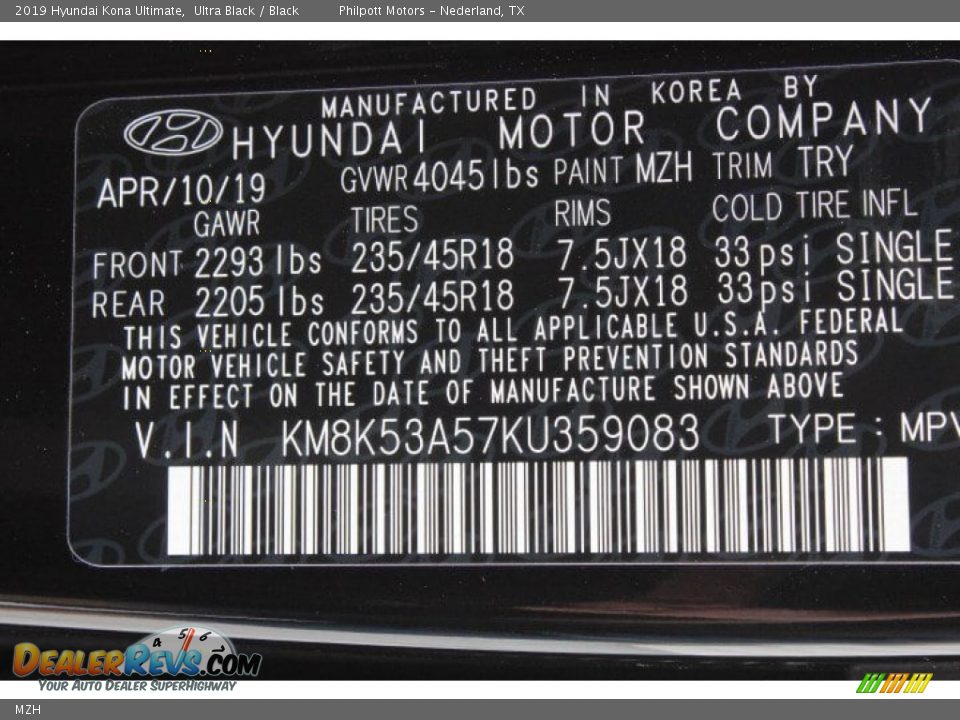 2019 Hyundai Kona Ultimate, Ultra Black / Black Philpott Motors - Nederland, TX
MANUFACTURED IN KOREA BY
HYUNDAI MOTOR COMPANY
APR/10/19 GVWR 4045 lbs PAINT MZH TRIM TRY
GAWR TIRES RIMS COLD TIRE INFL
FRONT 2293 lbs 235/45R18 7.5JX18 33 psi SINGLE
REAR 2205 lbs 235/45R18 7.5JX18 33 psi SINGLE
THIS VEHICLE CONFORMS TO ALL APPLICABLE U.S.A. FEDERAL
MOTOR VEHICLE SAFETY AND THEFT PREVENTION STANDARDS
IN EFFECT ON THE DATE OF MANUFACTURE SHOWN ABOVE
V.I.N KM8K53A57KU359083 TYPE : MPV
4 5 6
DEALERREVS.COM
YOUR AUTO DEALER SUPERHIGHWAY
MZH